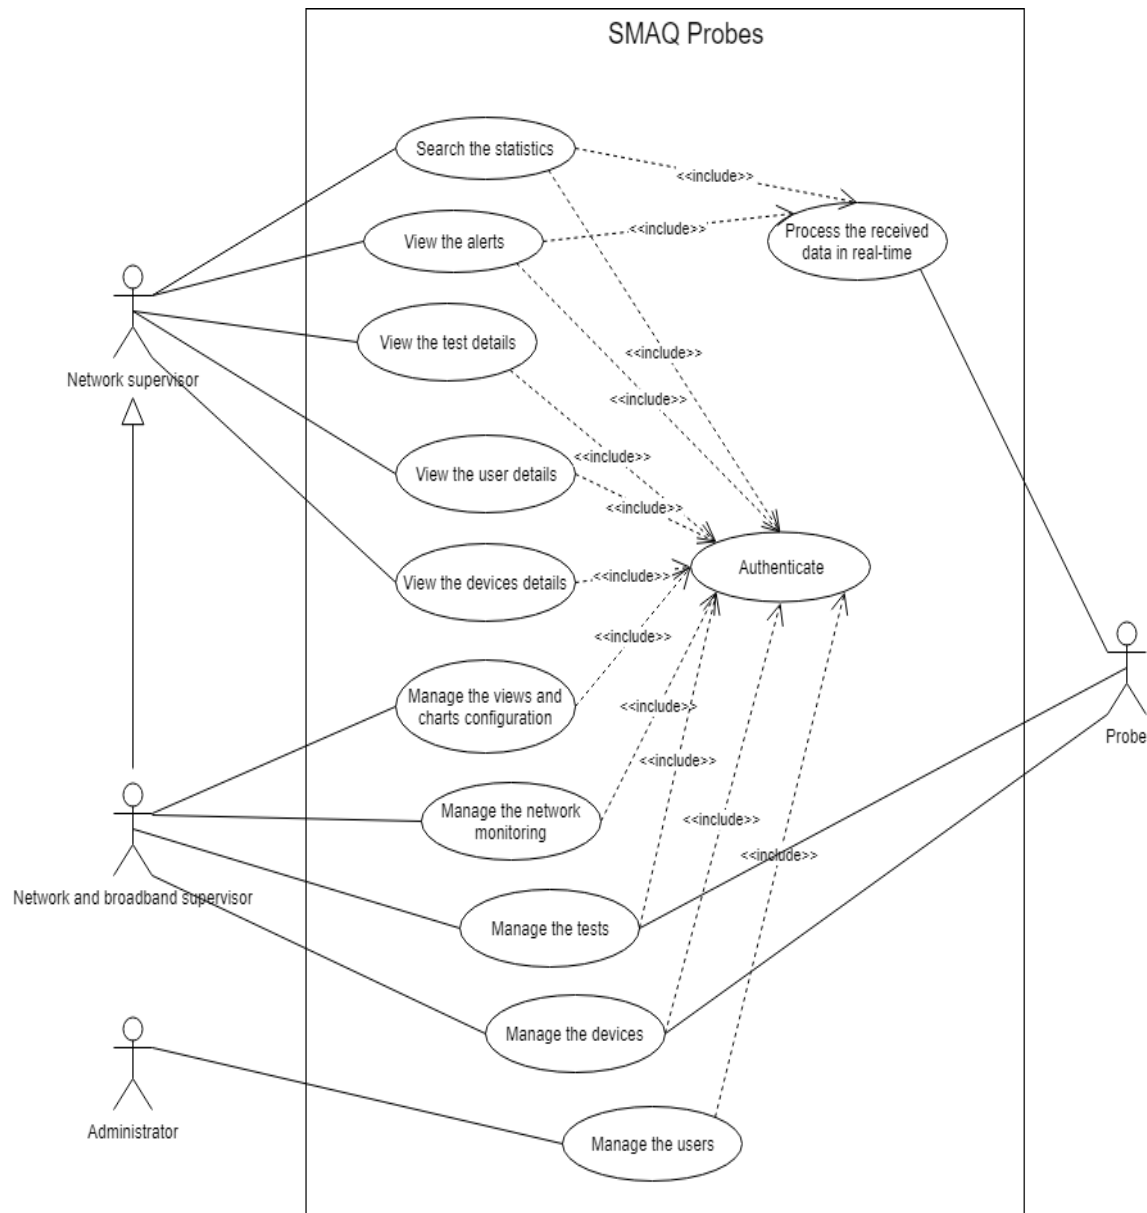 SMAQ Probes
Search the statistics
<<include>>
Process the received
data in real-time
View the alerts
<<include>>
View the test details
<<include>>
Network supervisor
<<include>>
<<include>>
View the user details
<<include>>
Authenticate
View the devices details
<<include>>
<<include>>
Manage the views and
charts configuration
<<include>>
Probe
<<include>>
Manage the network
monitoring
<<include>>
<<include>>
Network and broadband supervisor
Manage the tests
Manage the devices
Administrator
Manage the users